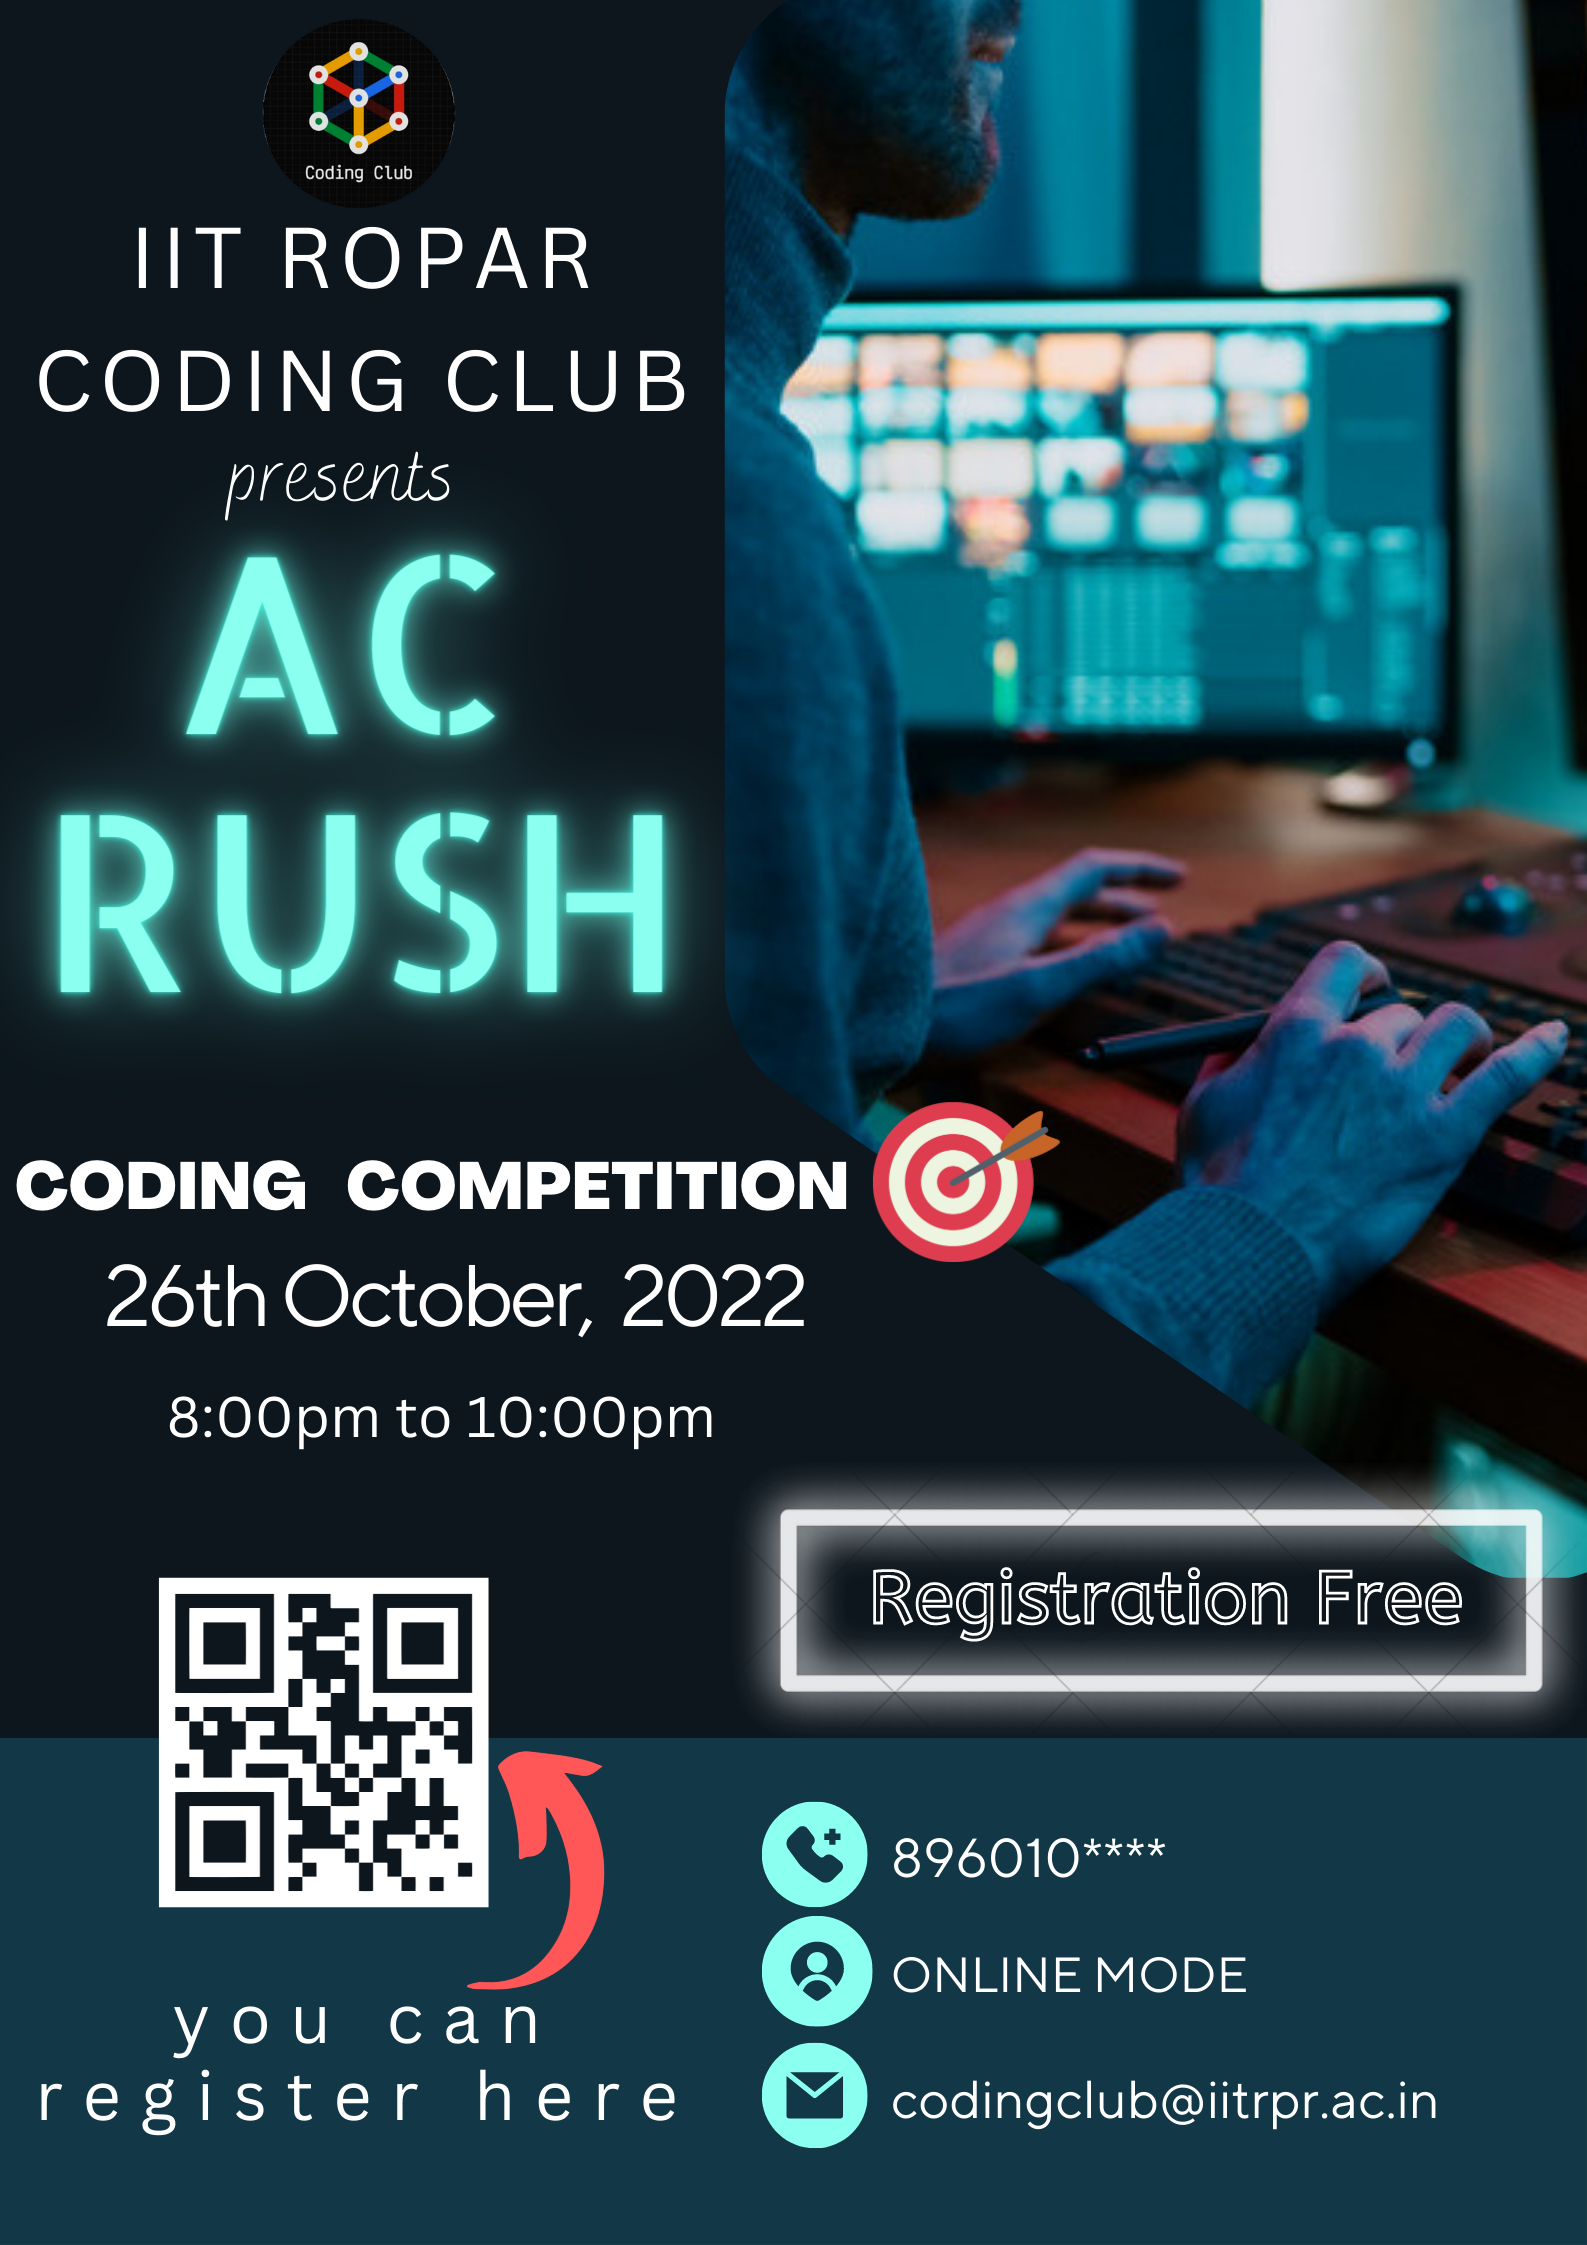 Coding Club
IIT ROPAR
CODING CLUB
presents
AC
RUSH
CODING COMPETITION
26th October, 2022
8:00pm to 10:00pm
Registration Free
you can
register here
896010****
ONLINE MODE
codingclub@iitrpr.ac.in